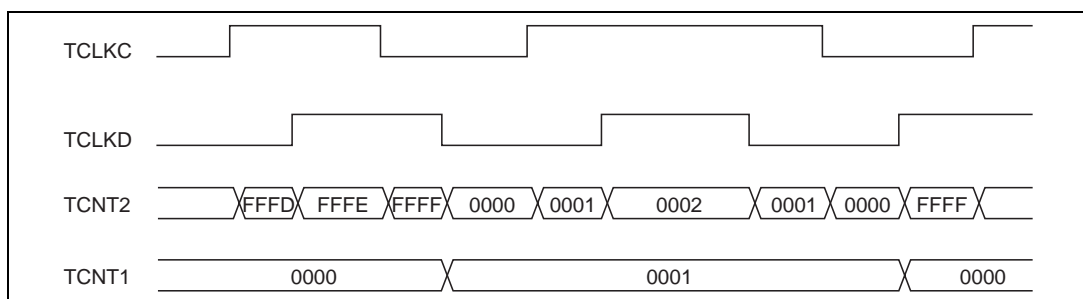 TCLKC
TCLKD
TCNT2 FFFD FFFE FFFF 0000 0001 0002 0001 0000 FFFF
TCNT1 0000 0001 0000